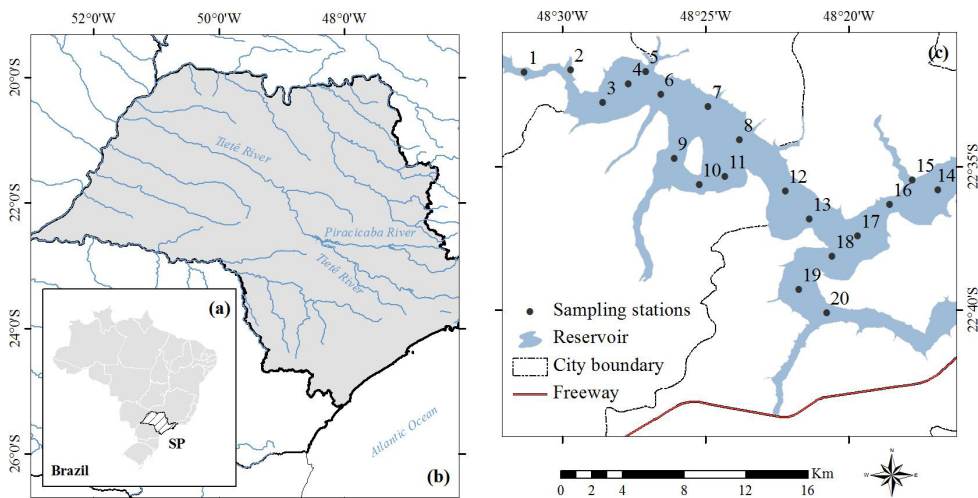 52°0'W 50°0'W 48°0'W
20°0'S
22°0'S
24°0'S
26°0'S
Tietê River
Piracicaba River
Tietê River
Atlantic Ocean
(a)
SP
Brazil
(b)
48°30'W 48°25'W 48°20'W
(c)
1
2
3
4
5
6
7
8
9
10
11
12
13
14
15
16
17
18
19
20
22°35'S
22°40'S
Sampling stations
Reservoir
City boundary
Freeway
0 1 2 4 8 12 16 Km
N
W E
S